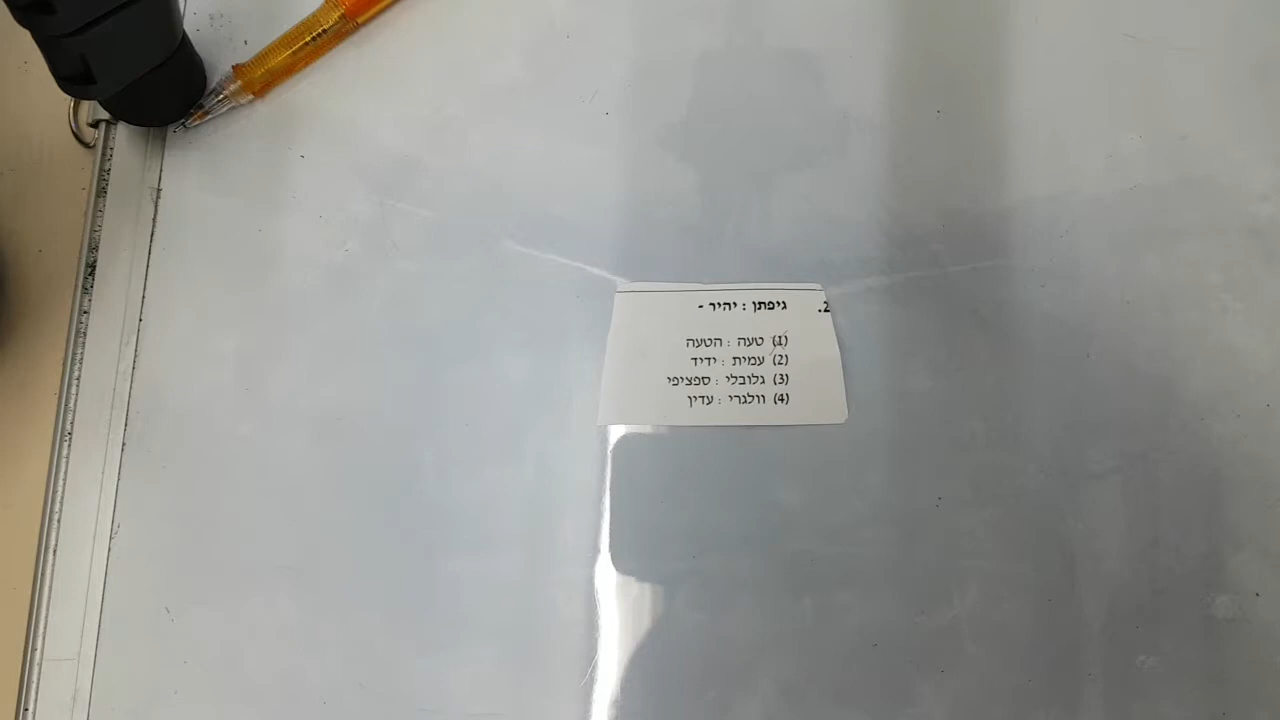 2. גיפתן : יהיר -
(1) טעה : הטעה
(2) עמית : ידיד
(3) גלובלי : ספציפי
(4) וולגרי : עדין